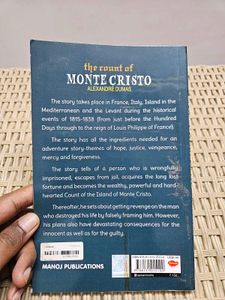 the count of
MONTE CRISTO
ALEXANDRE DUMAS
The story takes place in France, Italy, Island in the
Mediterranean and the Levant during the historical
events of 1815-1838 (from just before the Hundred
Days through to the reign of Louis Philippe of France).
The story has all the ingredients needed for an
adventure story-themes of hope, justice, vengeance,
mercy and forgiveness.
The story tells of a person who is wrongfully
imprisoned, escapes from jail, acquires the long lost
fortune and becomes the wealthy, powerful and hard-
hearted Count of the Island of Monte Cristo.
Thereafter, he sets about getting revenge on the man
who destroyed his life by falsely framing him. However,
his plans also have devastating consequences for the
innocent as well as for the guilty.
MANOJ PUBLICATIONS